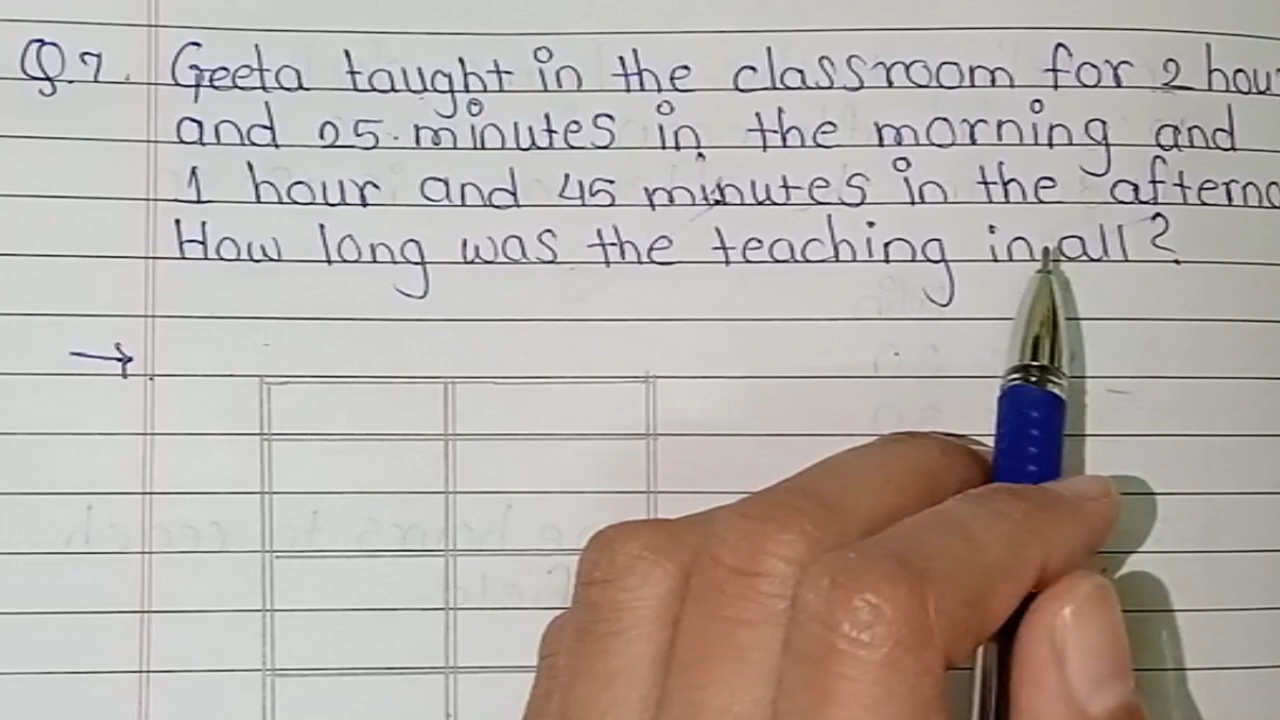 Q7. Geeta taught in the classroom for 2 hou
and 25 minutes in the morning and
1 hour and 45 minutes in the afterno
How long was the teaching in all?